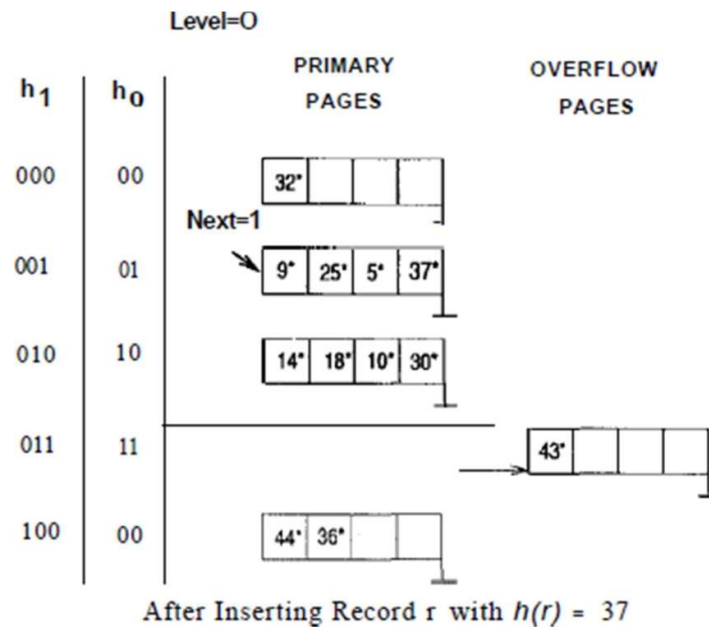 Level=O
h1 h0 PRIMARY PAGES OVERFLOW PAGES
000 00 32*
Next=1
001 01 9* 25* 5* 37*
010 10 14* 18* 10* 30*
011 11 43*
100 00 44* 36*
After Inserting Record r with h(r) = 37